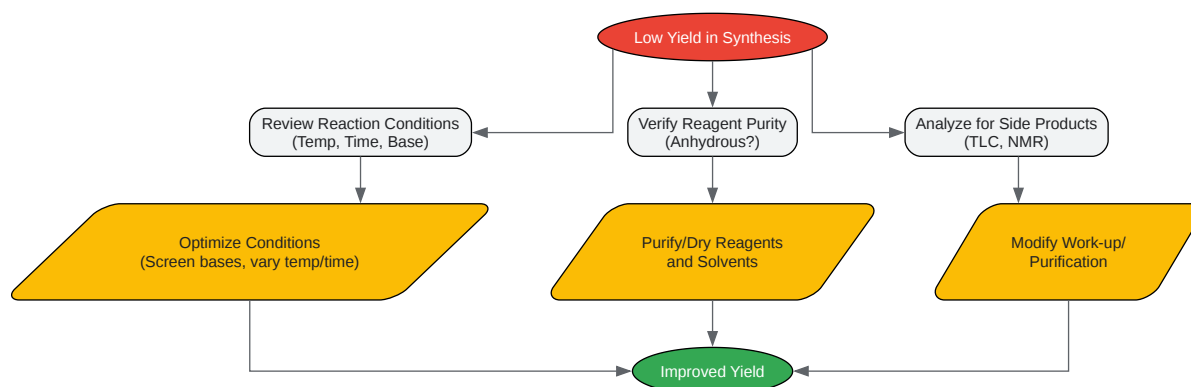 Low Yield in Synthesis
Review Reaction Conditions
(Temp, Time, Base)
Verify Reagent Purity
(Anhydrous?)
Analyze for Side Products
(TLC, NMR)
Optimize Conditions
(Screen bases, vary temp/time)
Purify/Dry Reagents
and Solvents
Modify Work-up/
Purification
Improved Yield